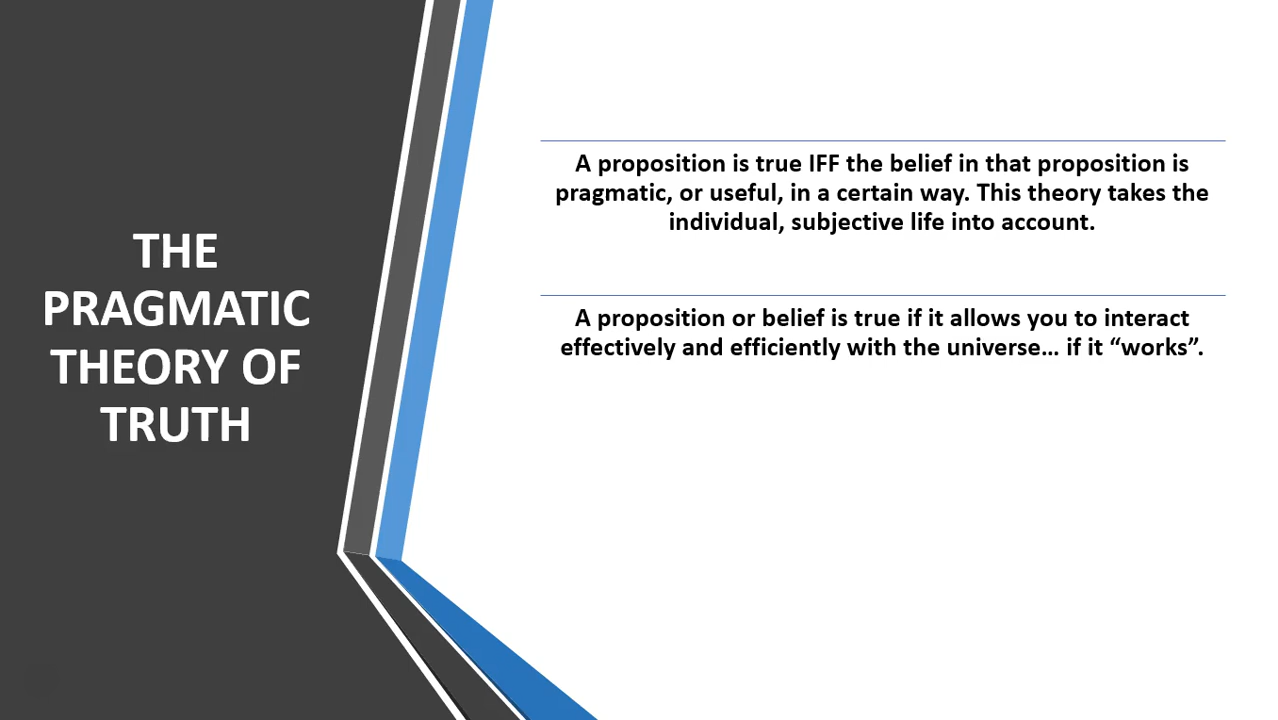 THE
PRAGMATIC
THEORY OF
TRUTH
A proposition is true IFF the belief in that proposition is
pragmatic, or useful, in a certain way. This theory takes the
individual, subjective life into account.
A proposition or belief is true if it allows you to interact
effectively and efficiently with the universe… if it “works”.